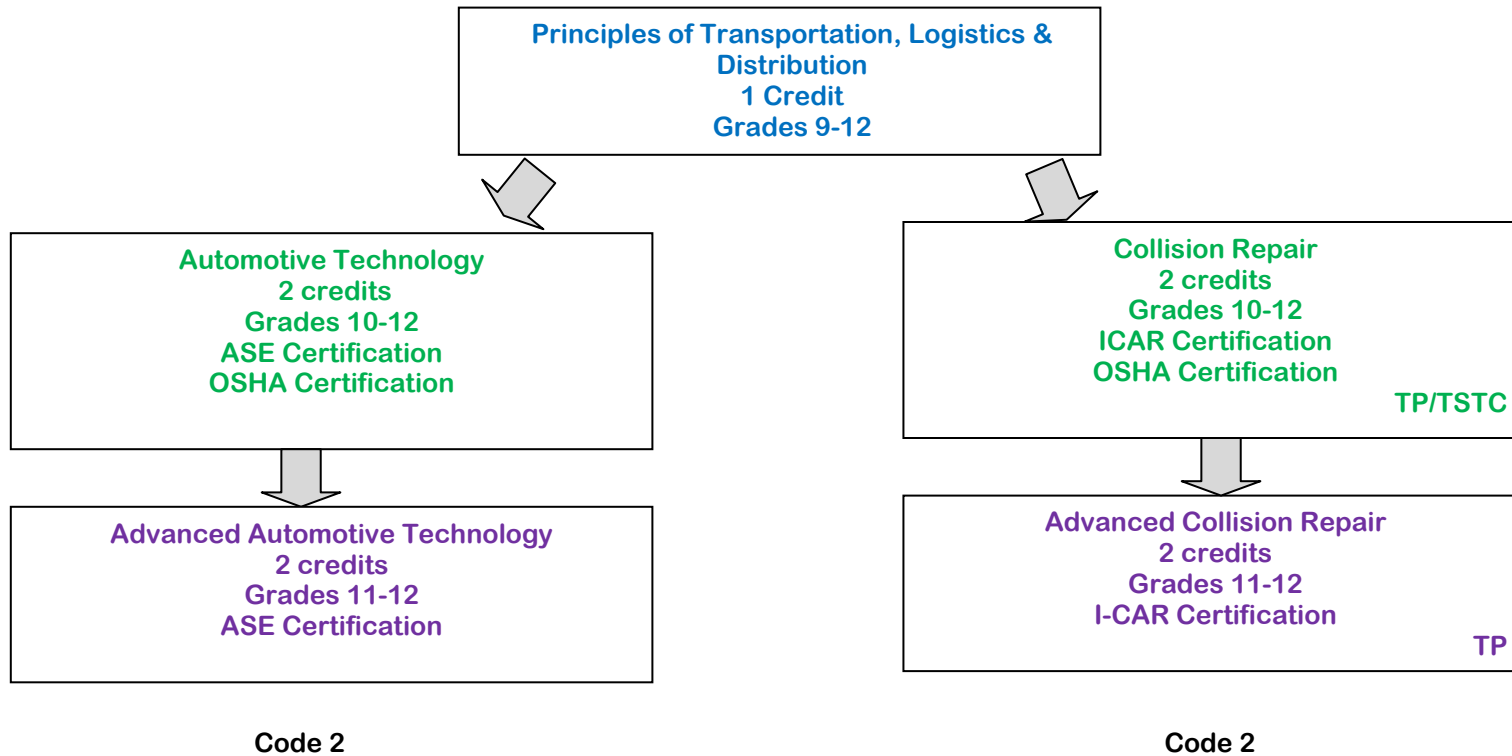 Principles of Transportation, Logistics &
Distribution
1 Credit
Grades 9-12
Automotive Technology
2 credits
Grades 10-12
ASE Certification
OSHA Certification
Collision Repair
2 credits
Grades 10-12
ICAR Certification
OSHA Certification
TP/TSTC
Advanced Automotive Technology
2 credits
Grades 11-12
ASE Certification
Advanced Collision Repair
2 credits
Grades 11-12
I-CAR Certification
TP
Code 2
Code 2